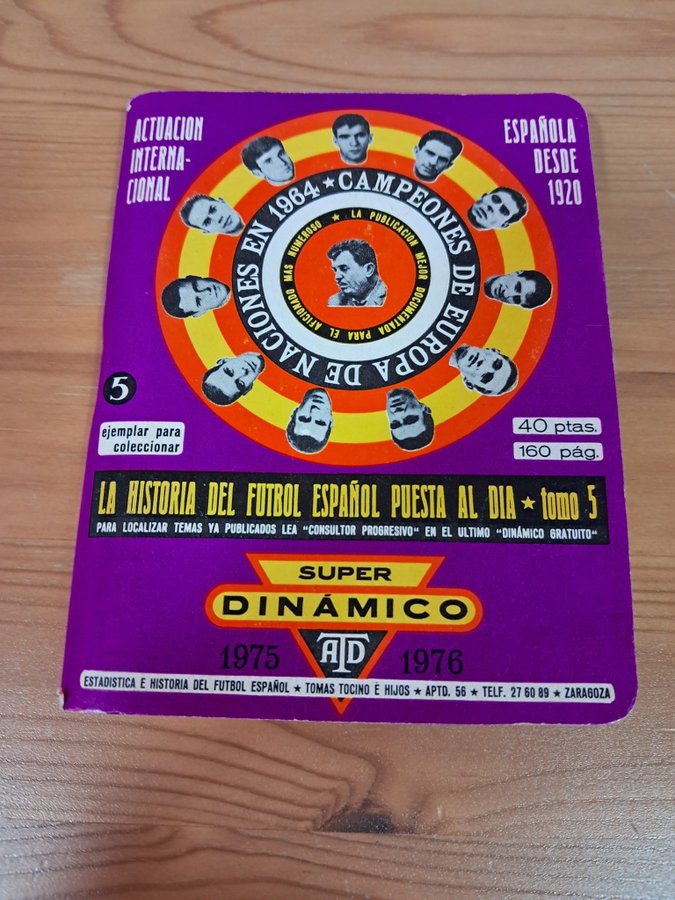 ACTUACION
INTERNA-
CIONAL
ESPAÑOLA
DESDE
1920
CAMPEONES DE EUROPA DE NACIONES EN 1964 ★
LA PUBLICACION MEJOR DOCUMENTADA PARA EL AFICIONADO MAS NUMEROSO ★
5
ejemplar para
coleccionar
40 ptas.
160 pág.
LA HISTORIA DEL FUTBOL ESPAÑOL PUESTA AL DIA ★ tomo 5
PARA LOCALIZAR TEMAS YA PUBLICADOS LEA "CONSULTOR PROGRESIVO" EN EL ULTIMO "DINÁMICO GRATUITO"
SUPER
DINÁMICO
1975 ATD 1976
ESTADISTICA E HISTORIA DEL FUTBOL ESPAÑOL ★ TOMAS TOCINO É HIJOS ★ APTD. 56 ★ TELF. 27 60 89 ★ ZARAGOZA